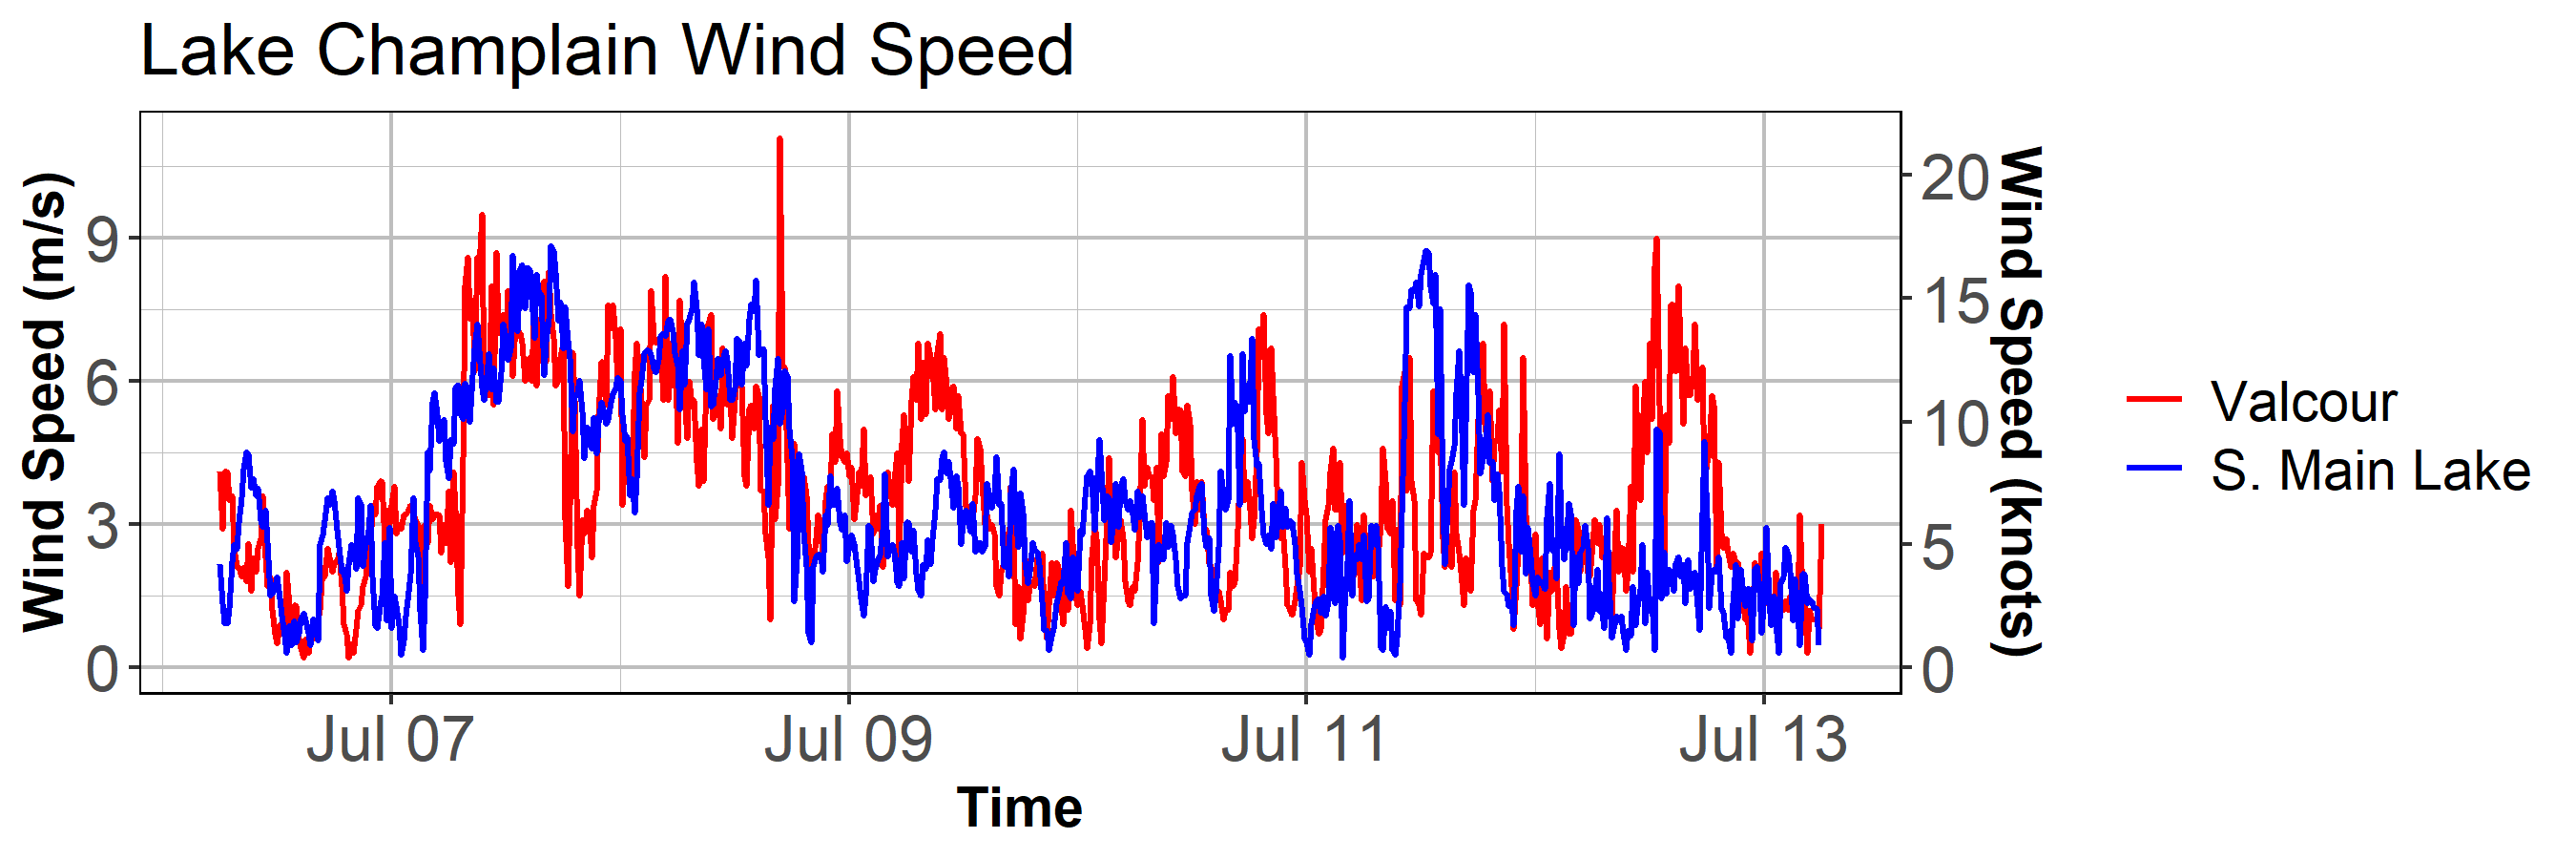 Lake Champlain Wind Speed
Wind Speed (m/s)
9
6
3
0
20
15
10
5
0
Wind Speed (knots)
Jul 07
Jul 09
Jul 11
Jul 13
Time
Valcour
S. Main Lake